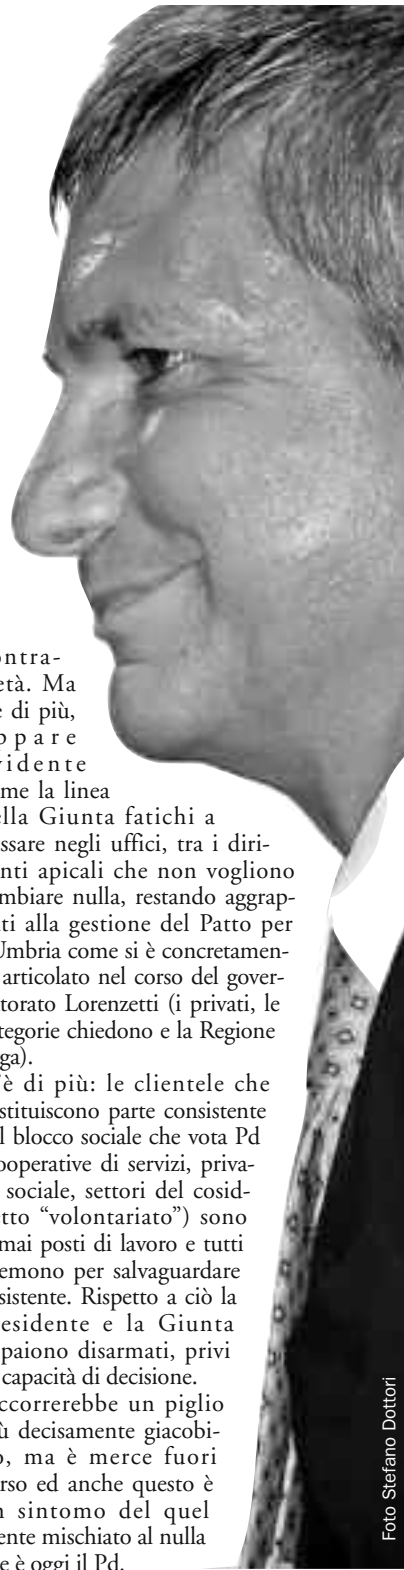 ntra-
età. Ma
di più,
ppare
vidente
me la linea
ella Giunta fatichi a
ssare negli uffici, tra i diri-
nti apicali che non vogliono
mbiare nulla, restando aggrap-
ti alla gestione del Patto per
Umbria come si è concretamen-
articolato nel corso del gover-
torato Lorenzetti (i privati, le
tegorie chiedono e la Regione
ga).
è di più: le clientele che
stituiscono parte consistente
l blocco sociale che vota Pd
ooperative di servizi, priva-
sociale, settori del cosid-
etto “volontariato”) sono
mai posti di lavoro e tutti
emono per salvaguardare
sistente. Rispetto a ciò la
esidente e la Giunta
paiono disarmati, privi
capacità di decisione.
ccorrerebbe un piglio
ù decisamente giacobi-
o, ma è merce fuori
rso ed anche questo è
n sintomo del quel
ente mischiato al nulla
e è oggi il Pd.
Foto Stefano Dottori